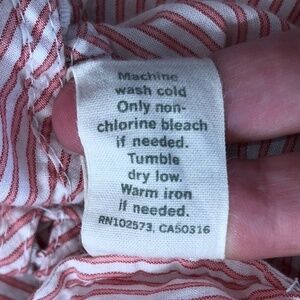 Machine
wash cold
Only non-
chlorine bleach
if needed.
Tumble
dry low.
Warm iron
if needed.
RN102573, CA50316